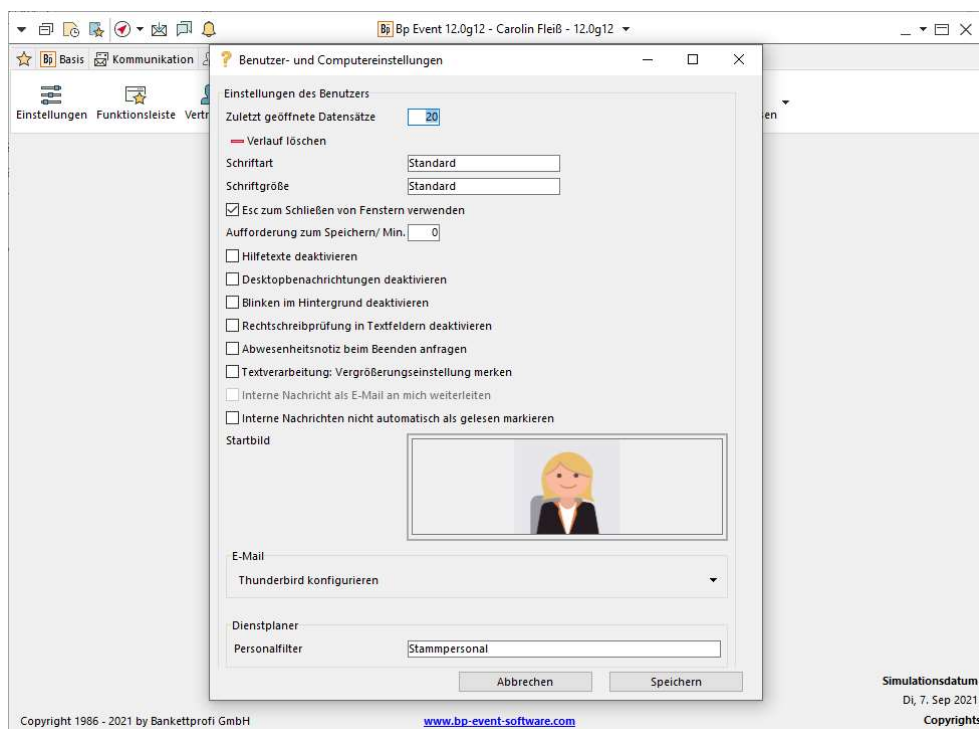 Bp Bp Event 12.0g12 - Carolin Fleiß - 12.0g12
Bp Basis Kommunikation
Einstellungen Funktionsleiste
Benutzer- und Computereinstellungen
Einstellungen des Benutzers
Zuletzt geöffnete Datensätze 20
Verlauf löschen
Schriftart Standard
Schriftgröße Standard
Esc zum Schließen von Fenstern verwenden
Aufforderung zum Speichern/ Min. 0
Hilfetexte deaktivieren
Desktopbenachrichtungen deaktivieren
Blinken im Hintergrund deaktivieren
Rechtschreibprüfung in Textfeldern deaktivieren
Abwesenheitsnotiz beim Beenden anfragen
Textverarbeitung: Vergrößerungseinstellung merken
Interne Nachricht als E-Mail an mich weiterleiten
Interne Nachrichten nicht automatisch als gelesen markieren
Startbild
E-Mail
Thunderbird konfigurieren
Dienstplaner
Personalfilter Stammpersonal
Abbrechen Speichern
Simulationsdatum
Di, 7. Sep 2021
Copyright 1986 - 2021 by Bankettprofi GmbH www.bp-event-software.com Copyrights